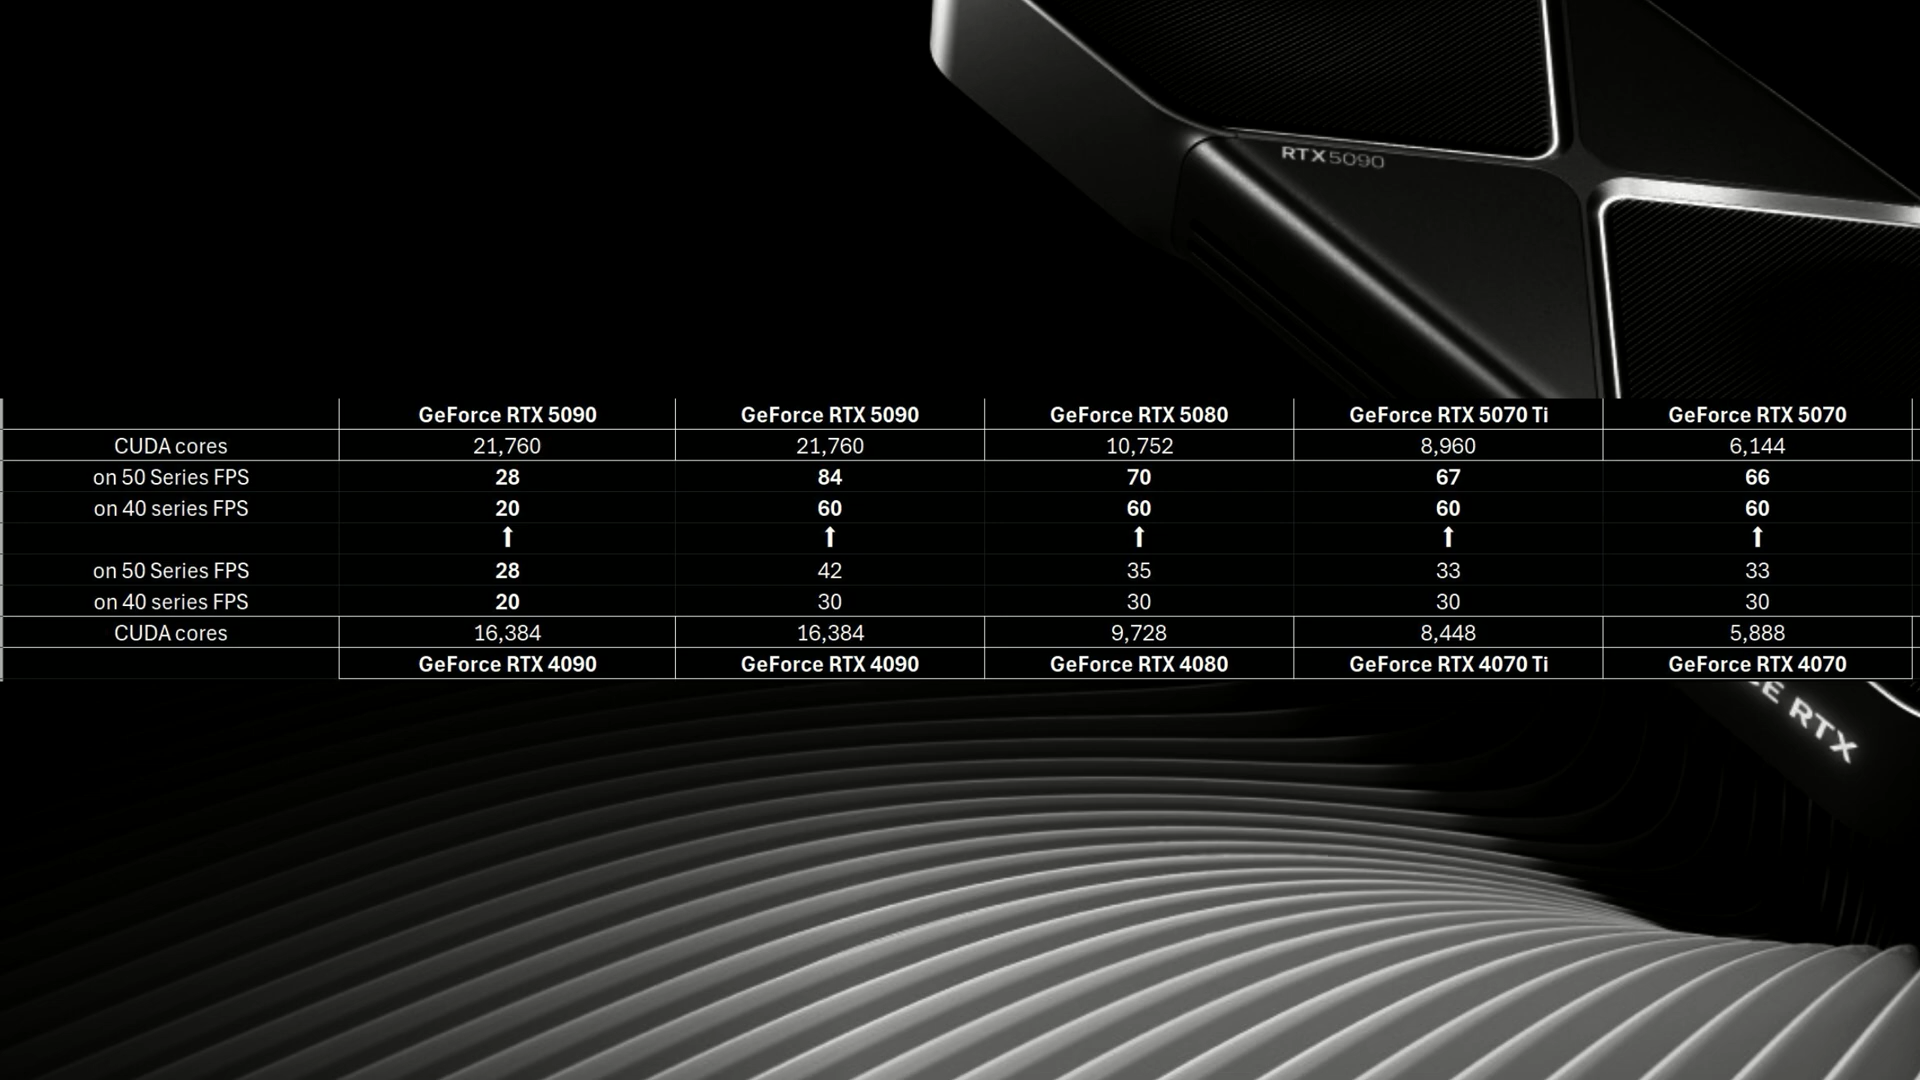 RTX5090
GeForce RTX 5090 GeForce RTX 5090 GeForce RTX 5080 GeForce RTX 5070 Ti GeForce RTX 5070
CUDA cores 21,760 21,760 10,752 8,960 6,144
on 50 Series FPS 28 84 70 67 66
on 40 series FPS 20 60 60 60 60
⬆ ⬆ ⬆ ⬆ ⬆
on 50 Series FPS 28 42 35 33 33
on 40 series FPS 20 30 30 30 30
CUDA cores 16,384 16,384 9,728 8,448 5,888
GeForce RTX 4090 GeForce RTX 4090 GeForce RTX 4080 GeForce RTX 4070 Ti GeForce RTX 4070
RTX